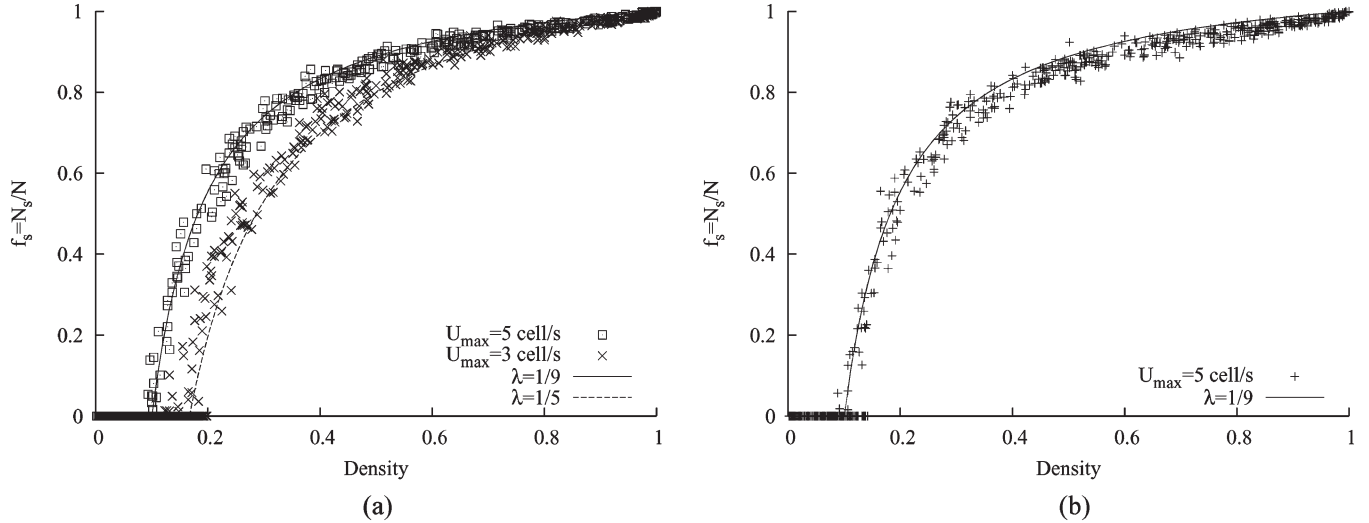 1
0.8
0.6
0.4
0.2
0
f_s=N_s/N
0 0.2 0.4 0.6 0.8 1
Density
U_max=5 cell/s
U_max=3 cell/s
λ=1/9
λ=1/5
(a)
1
0.8
0.6
0.4
0.2
0
f_s=N_s/N
0 0.2 0.4 0.6 0.8 1
Density
U_max=5 cell/s
λ=1/9
(b)